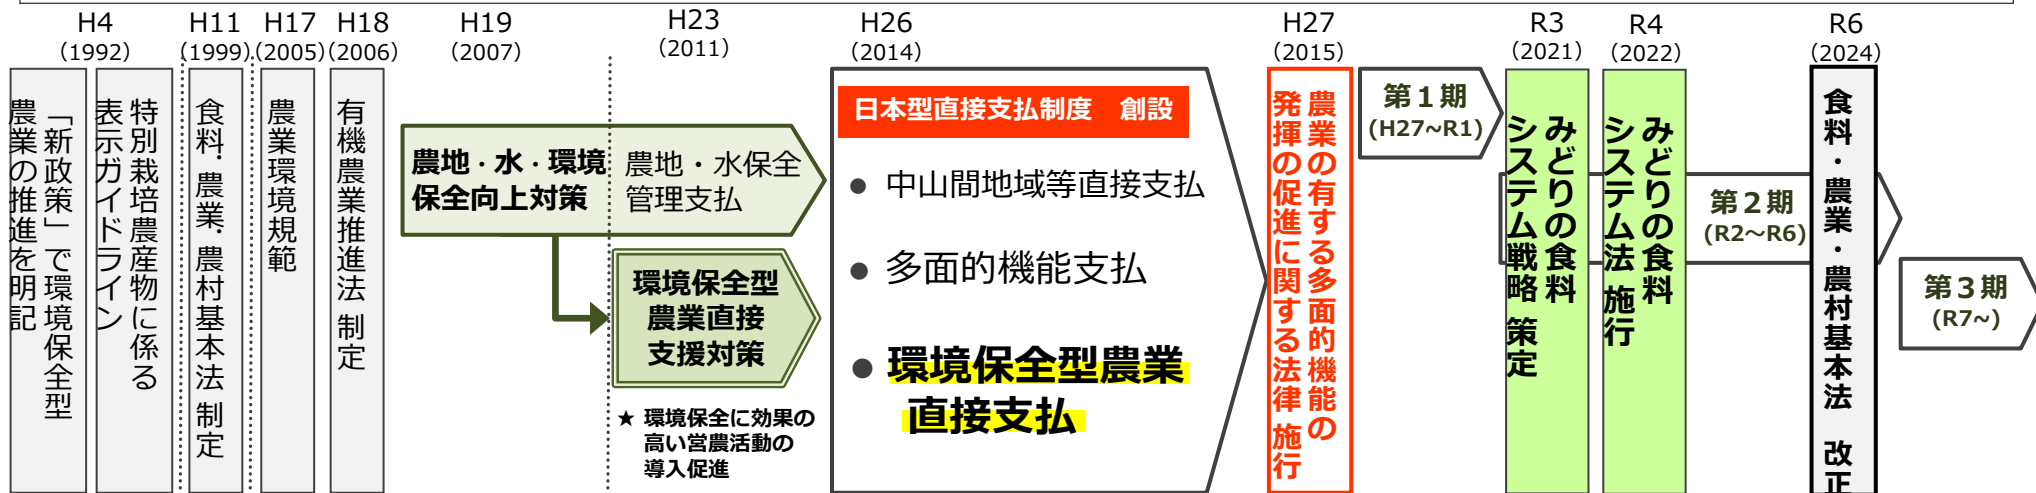 H4
(1992)
「新政策」で環境保全型
農業の推進を明記
特別栽培農産物に係る
表示ガイドライン
H11
(1999)
食料・農業・農村基本法 制定
H17
(2005)
農業環境規範
H18
(2006)
有機農業推進法 制定
H19
(2007)
農地・水・環境
保全向上対策
H23
(2011)
農地・水保全
管理支払
環境保全型
農業直接
支援対策
★ 環境保全に効果の
高い営農活動の
導入促進
H26
(2014)
日本型直接支払制度 創設
● 中山間地域等直接支払
● 多面的機能支払
● 環境保全型農業
直接支払
H27
(2015)
農業の有する多面的機能の
発揮の促進に関する法律 施行
第1期
(H27~R1)
R3
(2021)
みどりの食料
システム戦略 策定
R4
(2022)
みどりの食料
システム法 施行
第2期
(R2～R6)
R6
(2024)
食料・農業・農村基本法 改正
第3期
(R7~)